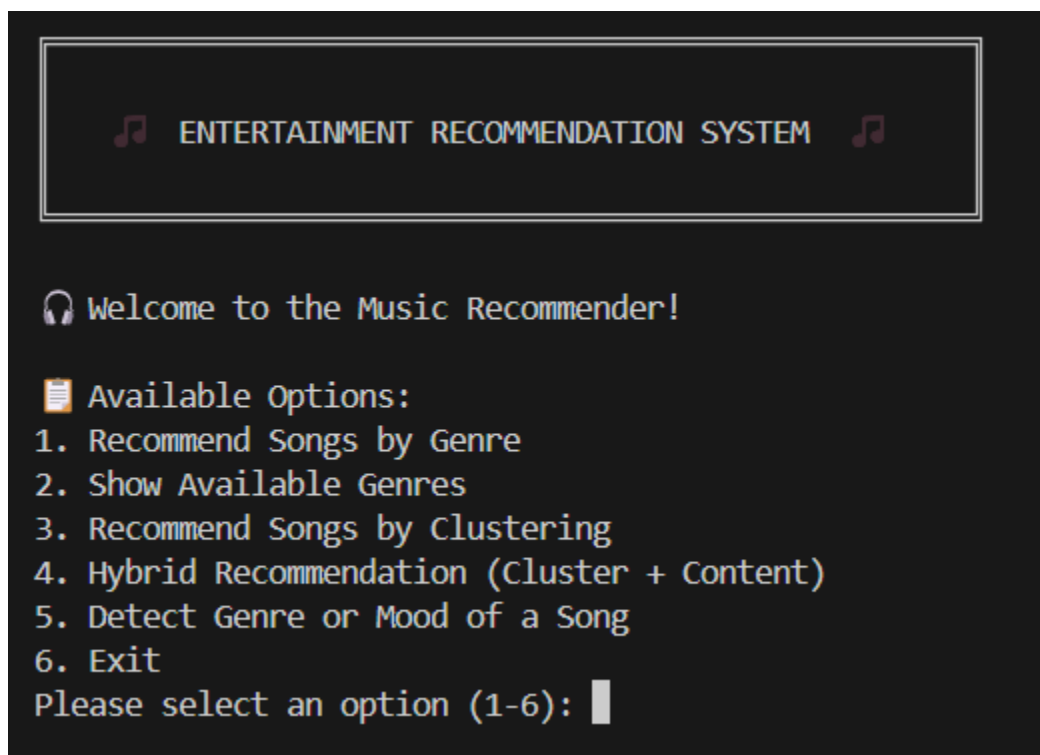 🎵 ENTERTAINMENT RECOMMENDATION SYSTEM 🎵
🎧 Welcome to the Music Recommender!
📋 Available Options:
1. Recommend Songs by Genre
2. Show Available Genres
3. Recommend Songs by Clustering
4. Hybrid Recommendation (Cluster + Content)
5. Detect Genre or Mood of a Song
6. Exit
Please select an option (1-6):